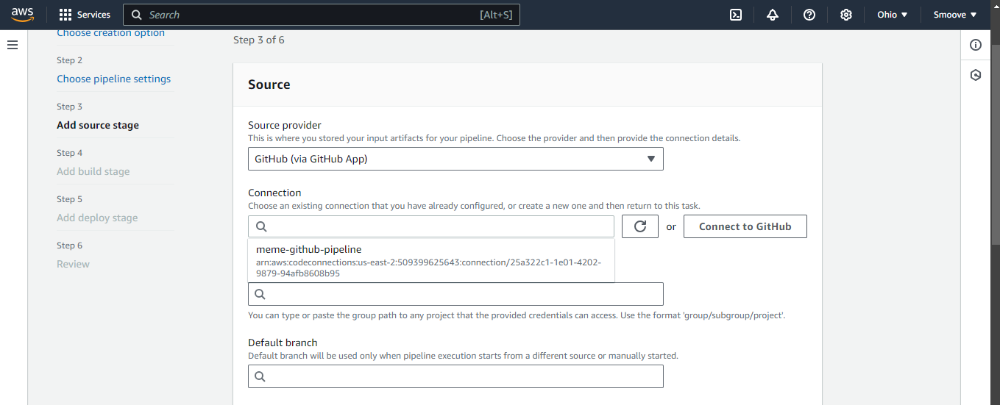 aws
Services
Search
[Alt+S]
Ohio
Smoove
Choose creation option
Step 2
Choose pipeline settings
Step 3
Add source stage
Step 4
Add build stage
Step 5
Add deploy stage
Step 6
Review
Step 3 of 6
Source
Source provider
This is where you stored your input artifacts for your pipeline. Choose the provider and then provide the connection details.
GitHub (via GitHub App)
Connection
Choose an existing connection that you have already configured, or create a new one and then return to this task.
or
Connect to GitHub
meme-github-pipeline
arn:aws:codeconnections:us-east-2:509399625643:connection/25a322c1-1e01-4202-
9879-94afb8608b95
You can type or paste the group path to any project that the provided credentials can access. Use the format 'group/subgroup/project'.
Default branch
Default branch will be used only when pipeline execution starts from a different source or manually started.